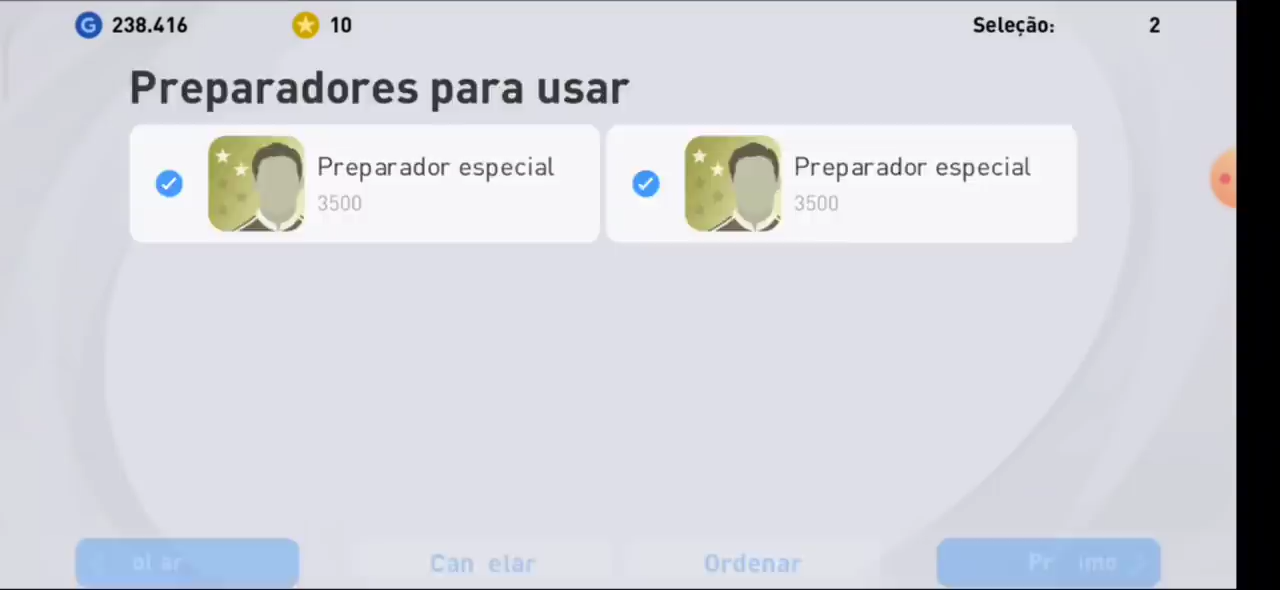 G 238.416 10 Seleção: 2
Preparadores para usar
Preparador especial Preparador especial
3500 3500
Ordenar